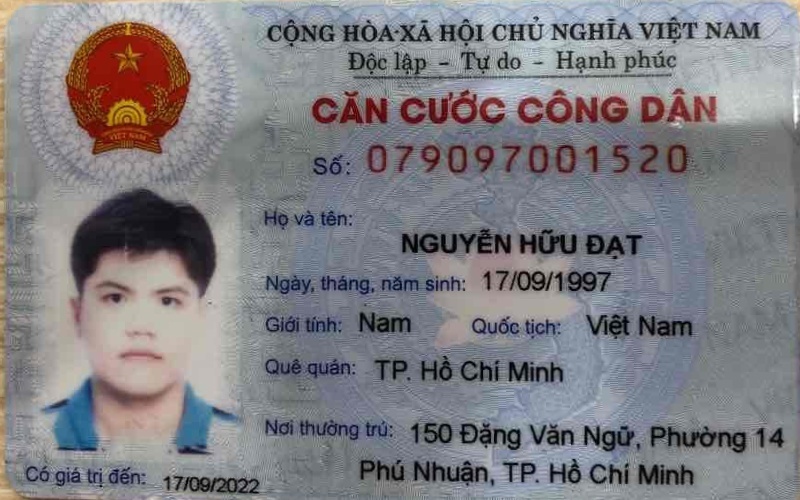 CỘNG HÒA XÃ HỘI CHỦ NGHĨA VIỆT NAM
Độc lập - Tự do - Hạnh phúc
CĂN CƯỚC CÔNG DÂN
Số: 079097001520
Họ và tên:
NGUYỄN HỮU ĐẠT
Ngày, tháng, năm sinh: 17/09/1997
Giới tính: Nam Quốc tịch: Việt Nam
Quê quán: TP. Hồ Chí Minh
Nơi thường trú: 150 Đặng Văn Ngữ, Phường 14
Phú Nhuận, TP. Hồ Chí Minh
Có giá trị đến: 17/09/2022
VIỆT NAM